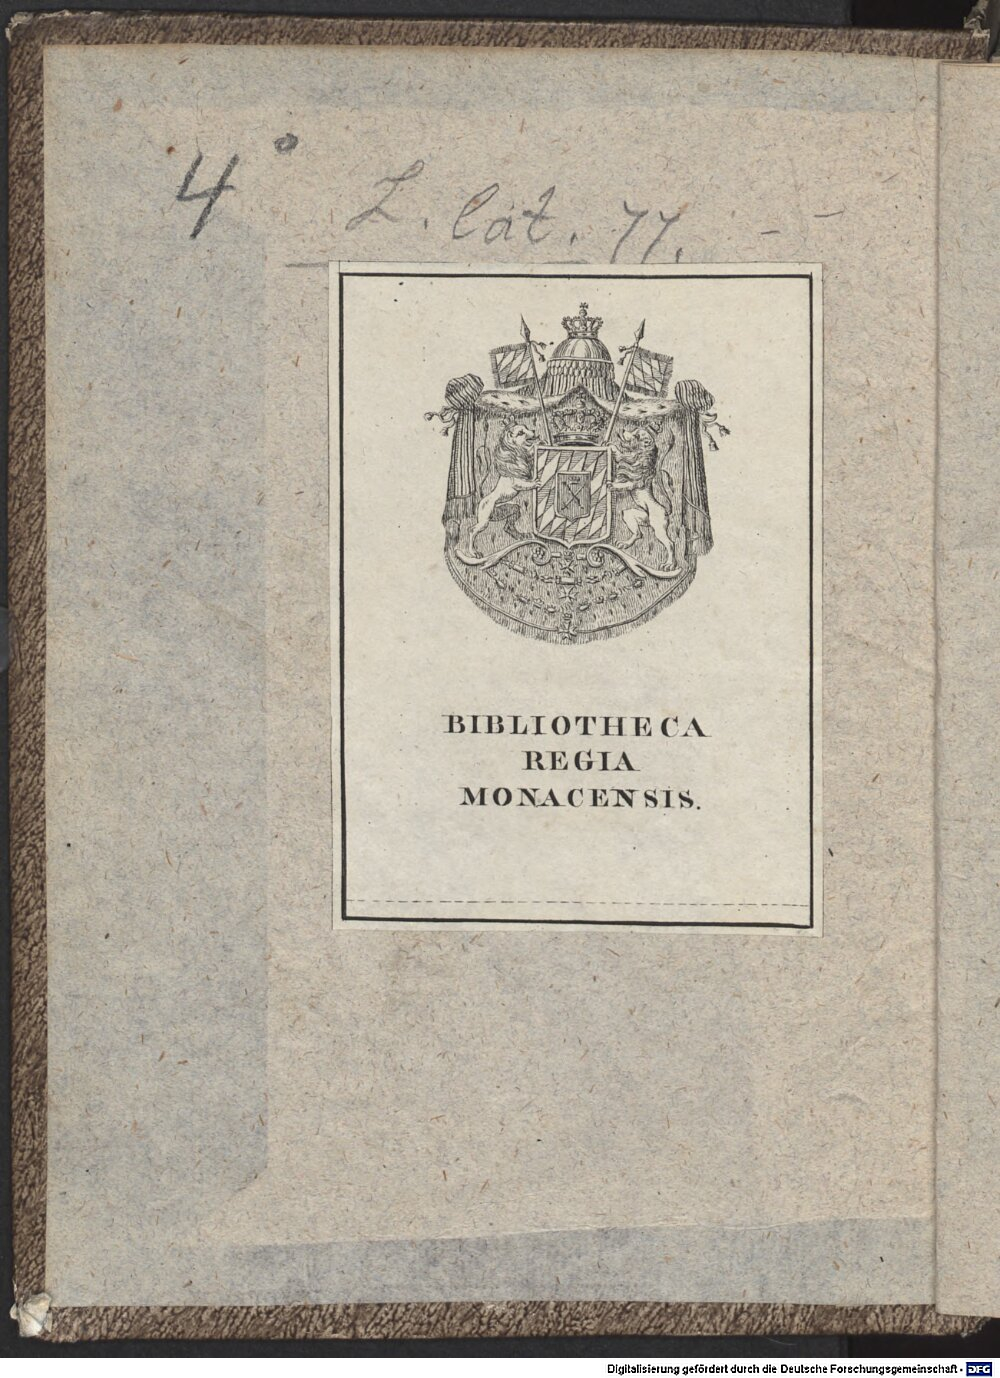 4° L. lat. 77.
BIBLIOTHECA
REGIA
MONACENSIS.
Digitalisierung gefördert durch die Deutsche Forschungsgemeinschaft - DFG